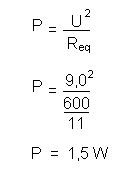 P = U²/R_eq
P = 9,0²/(600/11)
P = 1,5 W